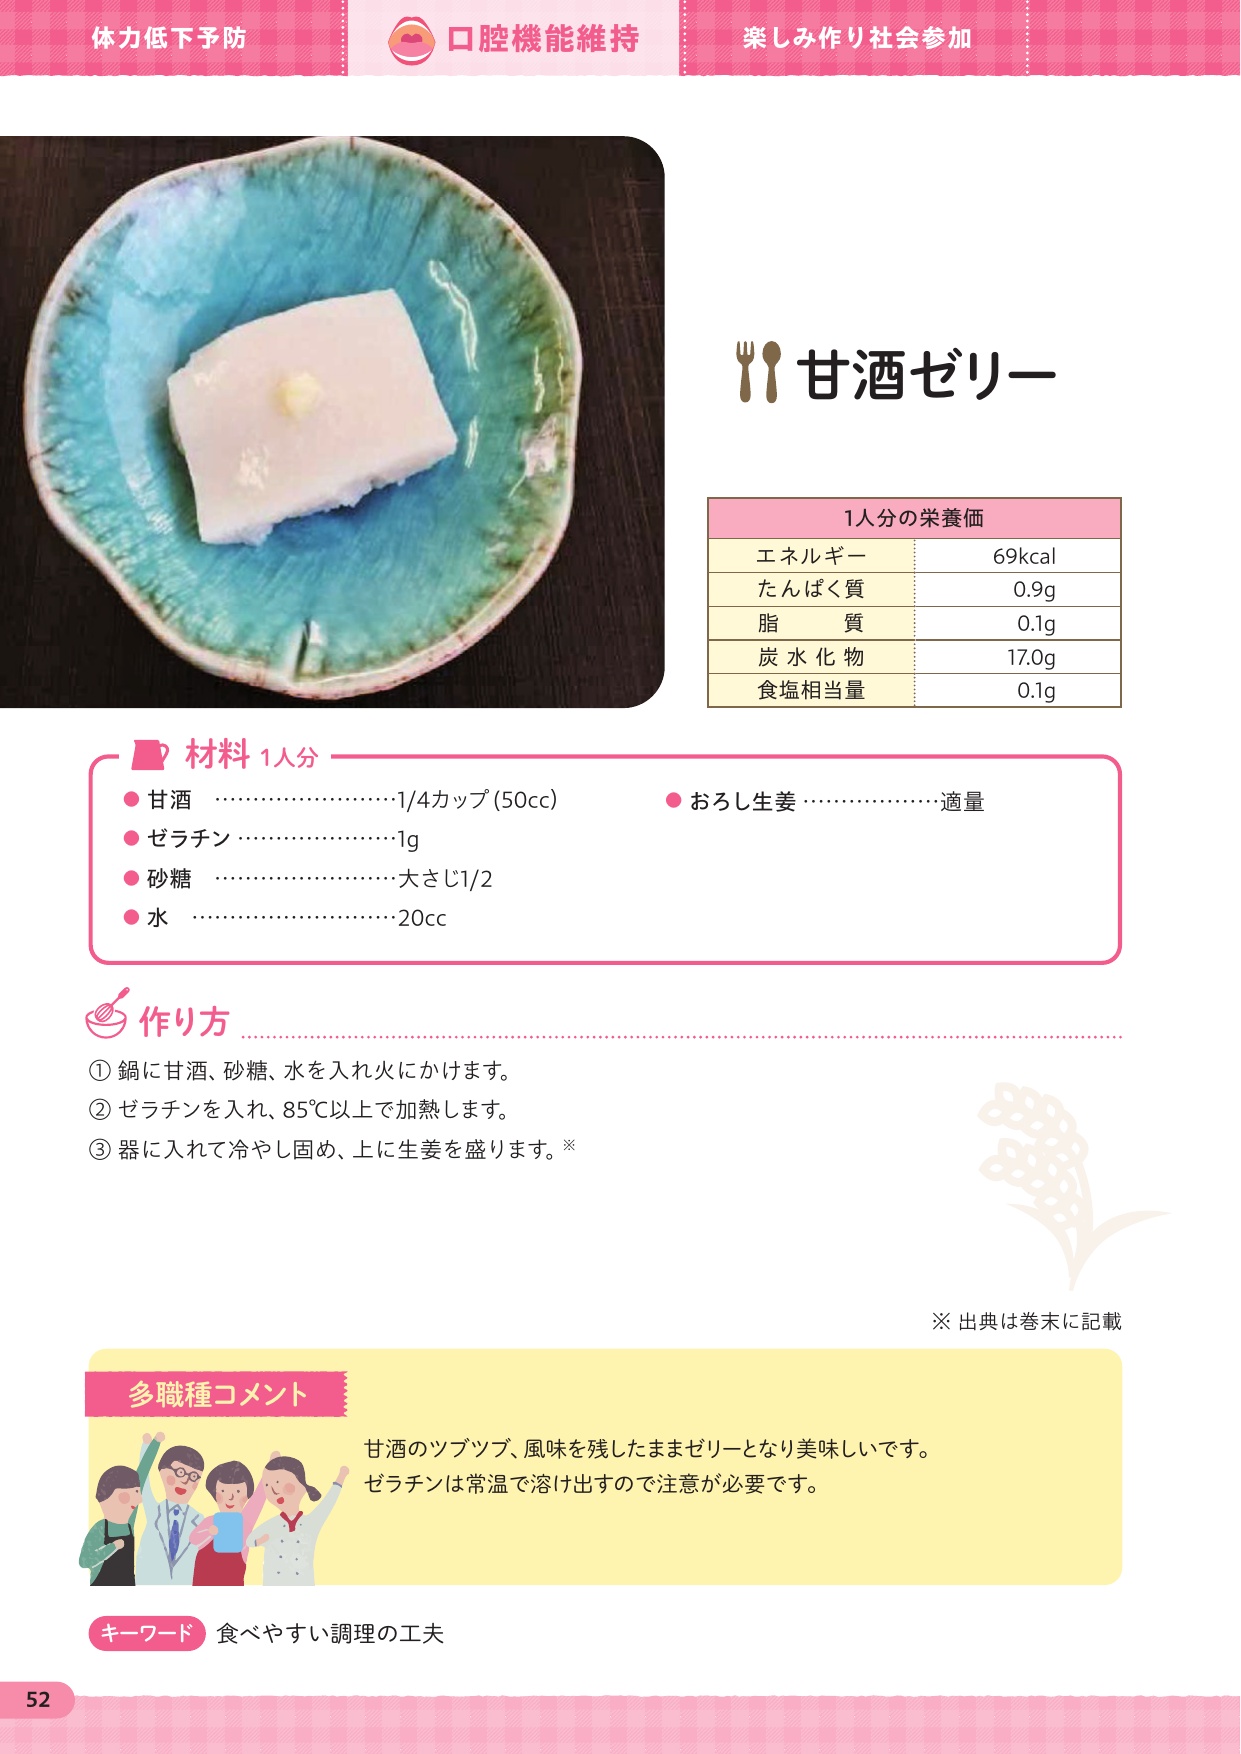 体力低下予防
口腔機能維持
楽しみ作り社会参加
甘酒ゼリー
1人分の栄養価
エネルギー 69kcal
たんぱく質 0.9g
脂 質 0.1g
炭水化物 17.0g
食塩相当量 0.1g
材料 1人分
● 甘酒 ……………………1/4カップ(50cc)
● ゼラチン …………………1g
● 砂糖 ……………………大さじ1/2
● 水 ………………………20cc
● おろし生姜 ………………適量
作り方
① 鍋に甘酒、砂糖、水を入れ火にかけます。
② ゼラチンを入れ、85℃以上で加熱します。
③ 器に入れて冷やし固め、上に生姜を盛ります。※
※ 出典は巻末に記載
多職種コメント
甘酒のツブツブ、風味を残したままゼリーとなり美味しいです。
ゼラチンは常温で溶け出すので注意が必要です。
キーワード 食べやすい調理の工夫
52